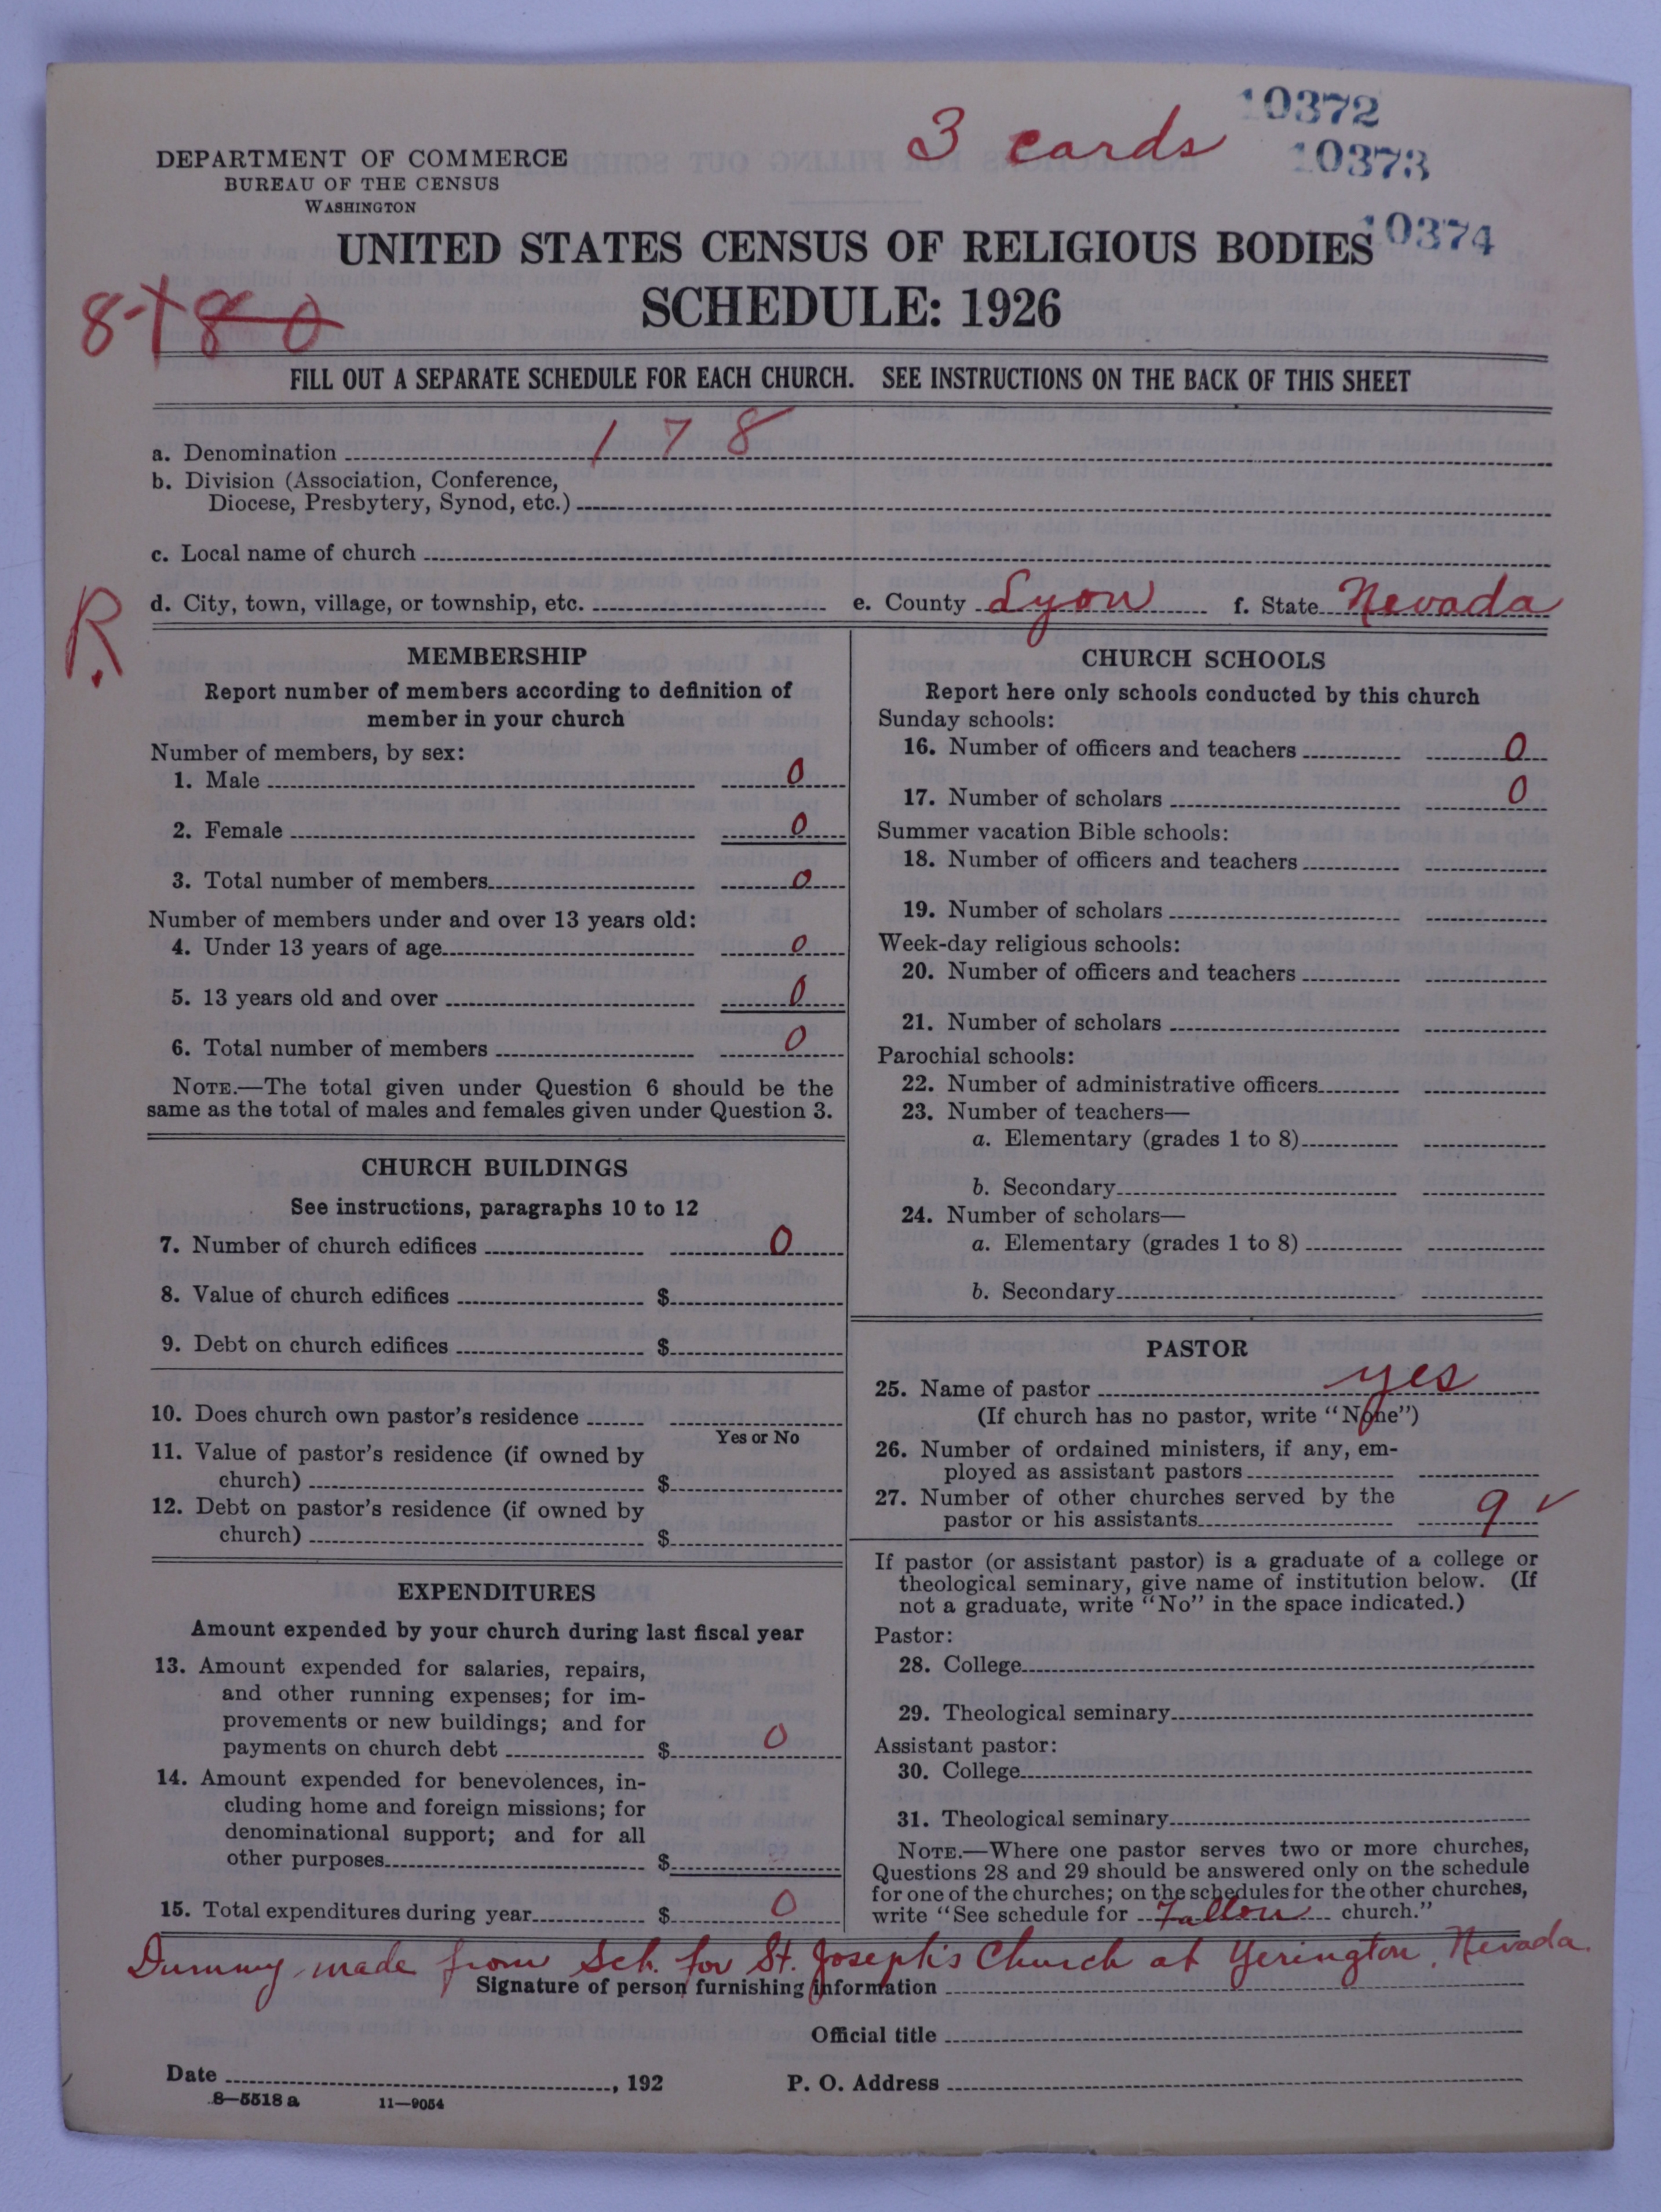 3 cards
10372
10373
10374
DEPARTMENT OF COMMERCE
BUREAU OF THE CENSUS
WASHINGTON
UNITED STATES CENSUS OF RELIGIOUS BODIES
SCHEDULE: 1926
FILL OUT A SEPARATE SCHEDULE FOR EACH CHURCH. SEE INSTRUCTIONS ON THE BACK OF THIS SHEET
a. Denomination 178
b. Division (Association, Conference,
Diocese, Presbytery, Synod, etc.)
c. Local name of church
R.
d. City, town, village, or township, etc. e. County Lyon f. State Nevada
MEMBERSHIP
Report number of members according to definition of
member in your church
Number of members, by sex:
1. Male 0
2. Female 0
3. Total number of members 0
Number of members under and over 13 years old:
4. Under 13 years of age 0
5. 13 years old and over 0
6. Total number of members 0
NOTE.—The total given under Question 6 should be the
same as the total of males and females given under Question 3.
CHURCH BUILDINGS
See instructions, paragraphs 10 to 12
7. Number of church edifices 0
8. Value of church edifices $
9. Debt on church edifices $
10. Does church own pastor's residence
Yes or No
11. Value of pastor's residence (if owned by
church) $
12. Debt on pastor's residence (if owned by
church) $
EXPENDITURES
Amount expended by your church during last fiscal year
13. Amount expended for salaries, repairs,
and other running expenses; for im-
provements or new buildings; and for
payments on church debt $ 0
14. Amount expended for benevolences, in-
cluding home and foreign missions; for
denominational support; and for all
other purposes $
15. Total expenditures during year $ 0
CHURCH SCHOOLS
Report here only schools conducted by this church
Sunday schools:
16. Number of officers and teachers 0
17. Number of scholars 0
Summer vacation Bible schools:
18. Number of officers and teachers
19. Number of scholars
Week-day religious schools:
20. Number of officers and teachers
21. Number of scholars
Parochial schools:
22. Number of administrative officers
23. Number of teachers—
a. Elementary (grades 1 to 8)
b. Secondary
24. Number of scholars—
a. Elementary (grades 1 to 8)
b. Secondary
PASTOR
25. Name of pastor yes
(If church has no pastor, write "None")
26. Number of ordained ministers, if any, em-
ployed as assistant pastors
27. Number of other churches served by the
pastor or his assistants 9 ✓
If pastor (or assistant pastor) is a graduate of a college or
theological seminary, give name of institution below. (If
not a graduate, write "No" in the space indicated.)
Pastor:
28. College
29. Theological seminary
Assistant pastor:
30. College
31. Theological seminary
NOTE.—Where one pastor serves two or more churches,
Questions 28 and 29 should be answered only on the schedule
for one of the churches; on the schedules for the other churches,
write "See schedule for Fallon church."
Dummy made from Sch. for St. Joseph's Church at Yerington, Nevada.
Signature of person furnishing information
Official title
Date , 192 P. O. Address
8—5518 a 11—9054